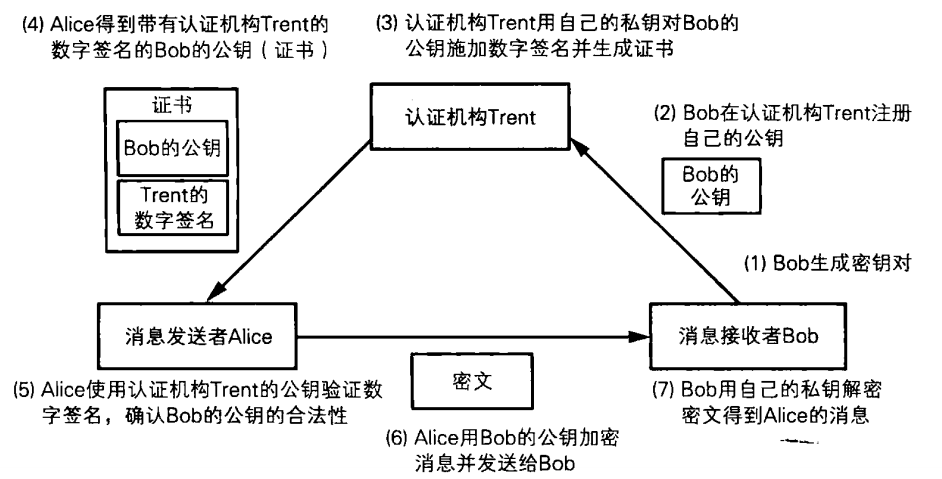 (4) Alice得到带有认证机构Trent的
数字签名的Bob的公钥（证书）
(3) 认证机构Trent用自己的私钥对Bob的
公钥施加数字签名并生成证书
证书
Bob的公钥
Trent的
数字签名
认证机构Trent
(2) Bob在认证机构Trent注册
自己的公钥
Bob的
公钥
(1) Bob生成密钥对
消息发送者Alice
消息接收者Bob
(5) Alice使用认证机构Trent的公钥验证数
字签名，确认Bob的公钥的合法性
密文
(6) Alice用Bob的公钥加密
消息并发送给Bob
(7) Bob用自己的私钥解密
密文得到Alice的消息